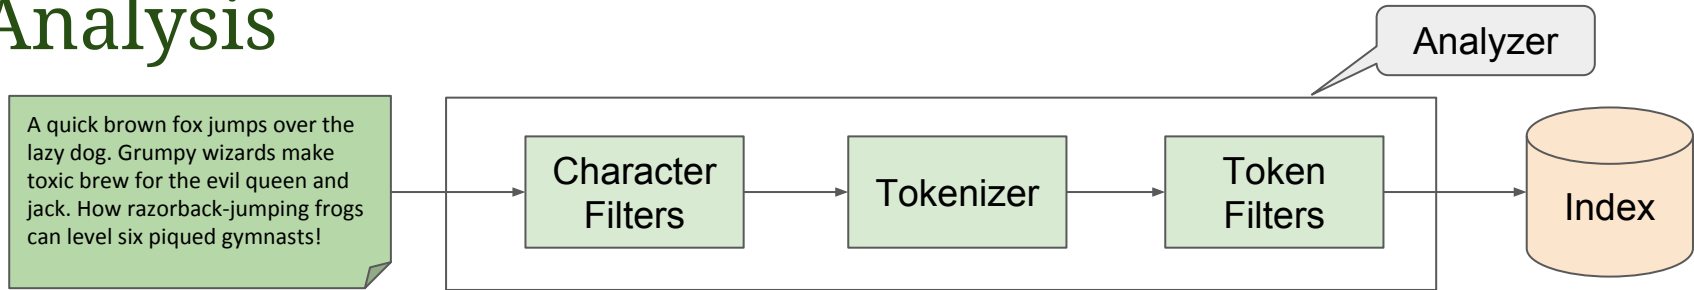 Analysis
Analyzer
A quick brown fox jumps over the
lazy dog. Grumpy wizards make
toxic brew for the evil queen and
jack. How razorback-jumping frogs
can level six piqued gymnasts!
Character
Filters
Tokenizer
Token
Filters
Index